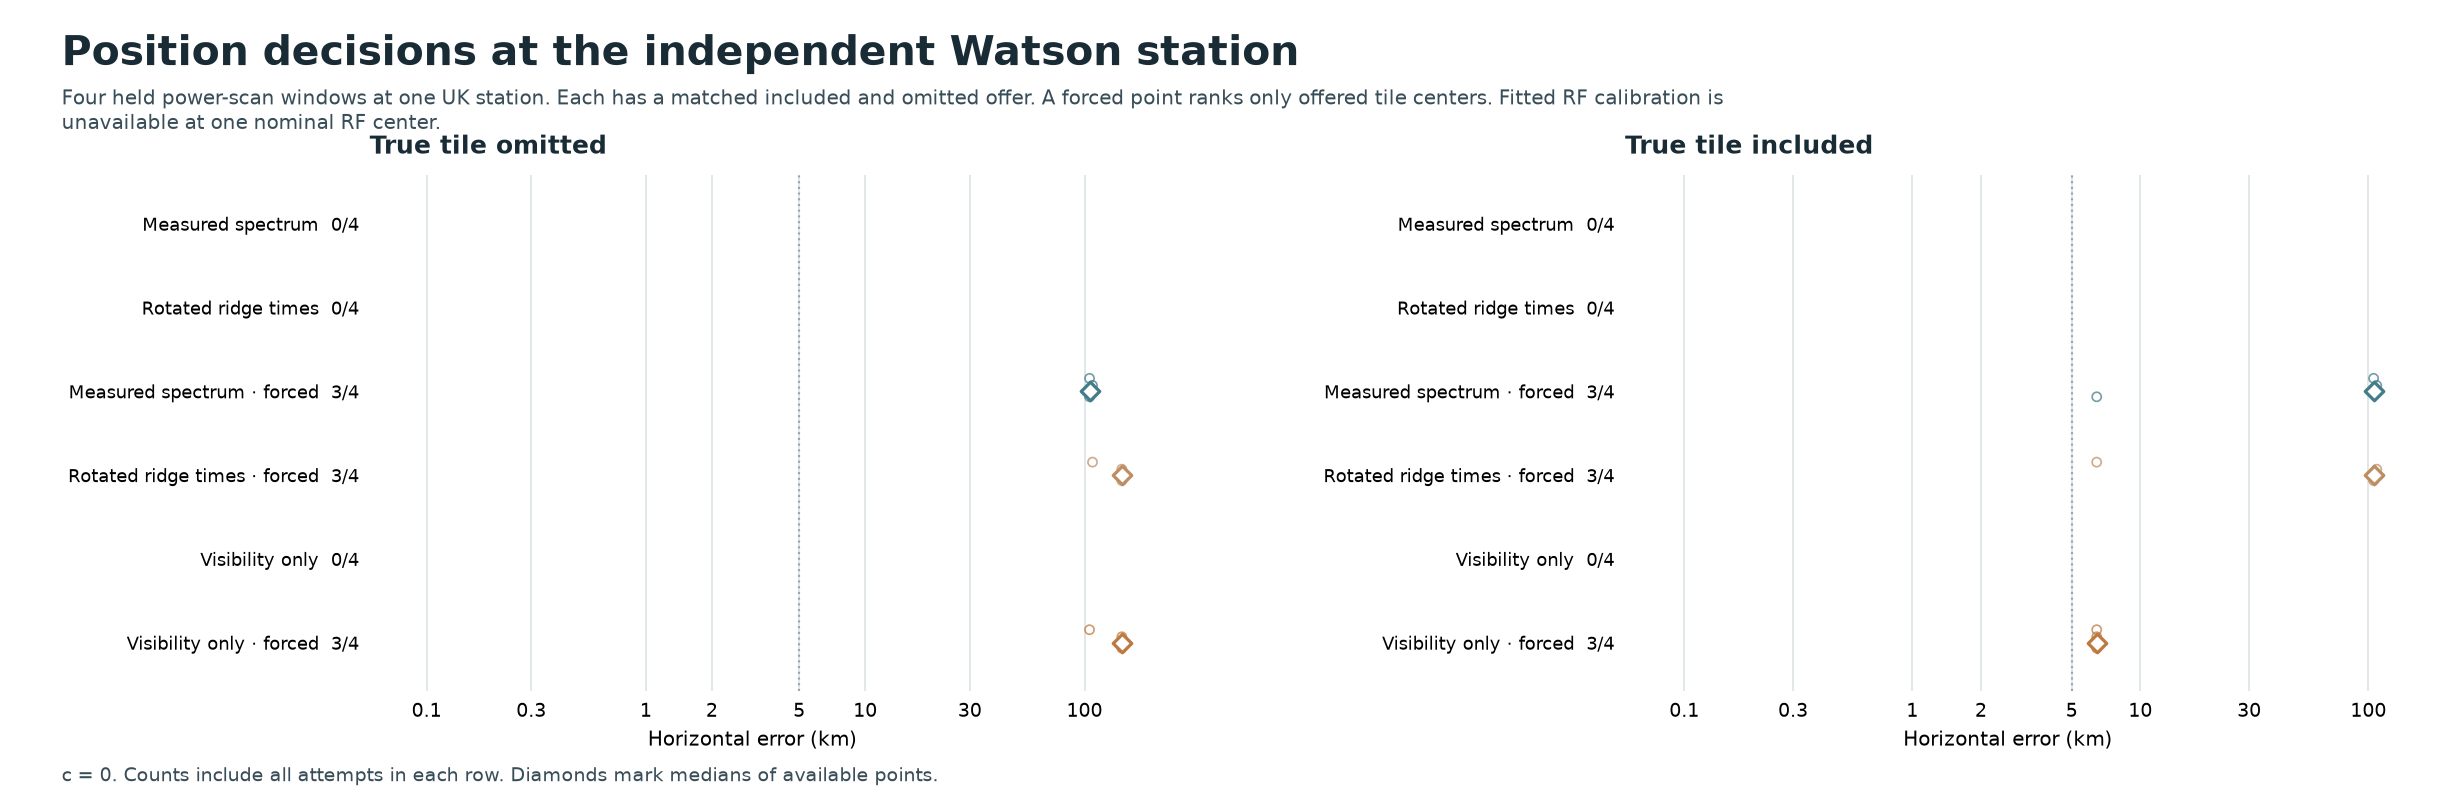 Position decisions at the independent Watson station
Four held power-scan windows at one UK station. Each has a matched included and omitted offer. A forced point ranks only offered tile centers. Fitted RF calibration is
unavailable at one nominal RF center.
True tile omitted
Measured spectrum 0/4
Rotated ridge times 0/4
Measured spectrum · forced 3/4
Rotated ridge times · forced 3/4
Visibility only 0/4
Visibility only · forced 3/4
0.1 0.3 1 2 5 10 30 100
Horizontal error (km)
True tile included
Measured spectrum 0/4
Rotated ridge times 0/4
Measured spectrum · forced 3/4
Rotated ridge times · forced 3/4
Visibility only 0/4
Visibility only · forced 3/4
0.1 0.3 1 2 5 10 30 100
Horizontal error (km)
c = 0. Counts include all attempts in each row. Diamonds mark medians of available points.